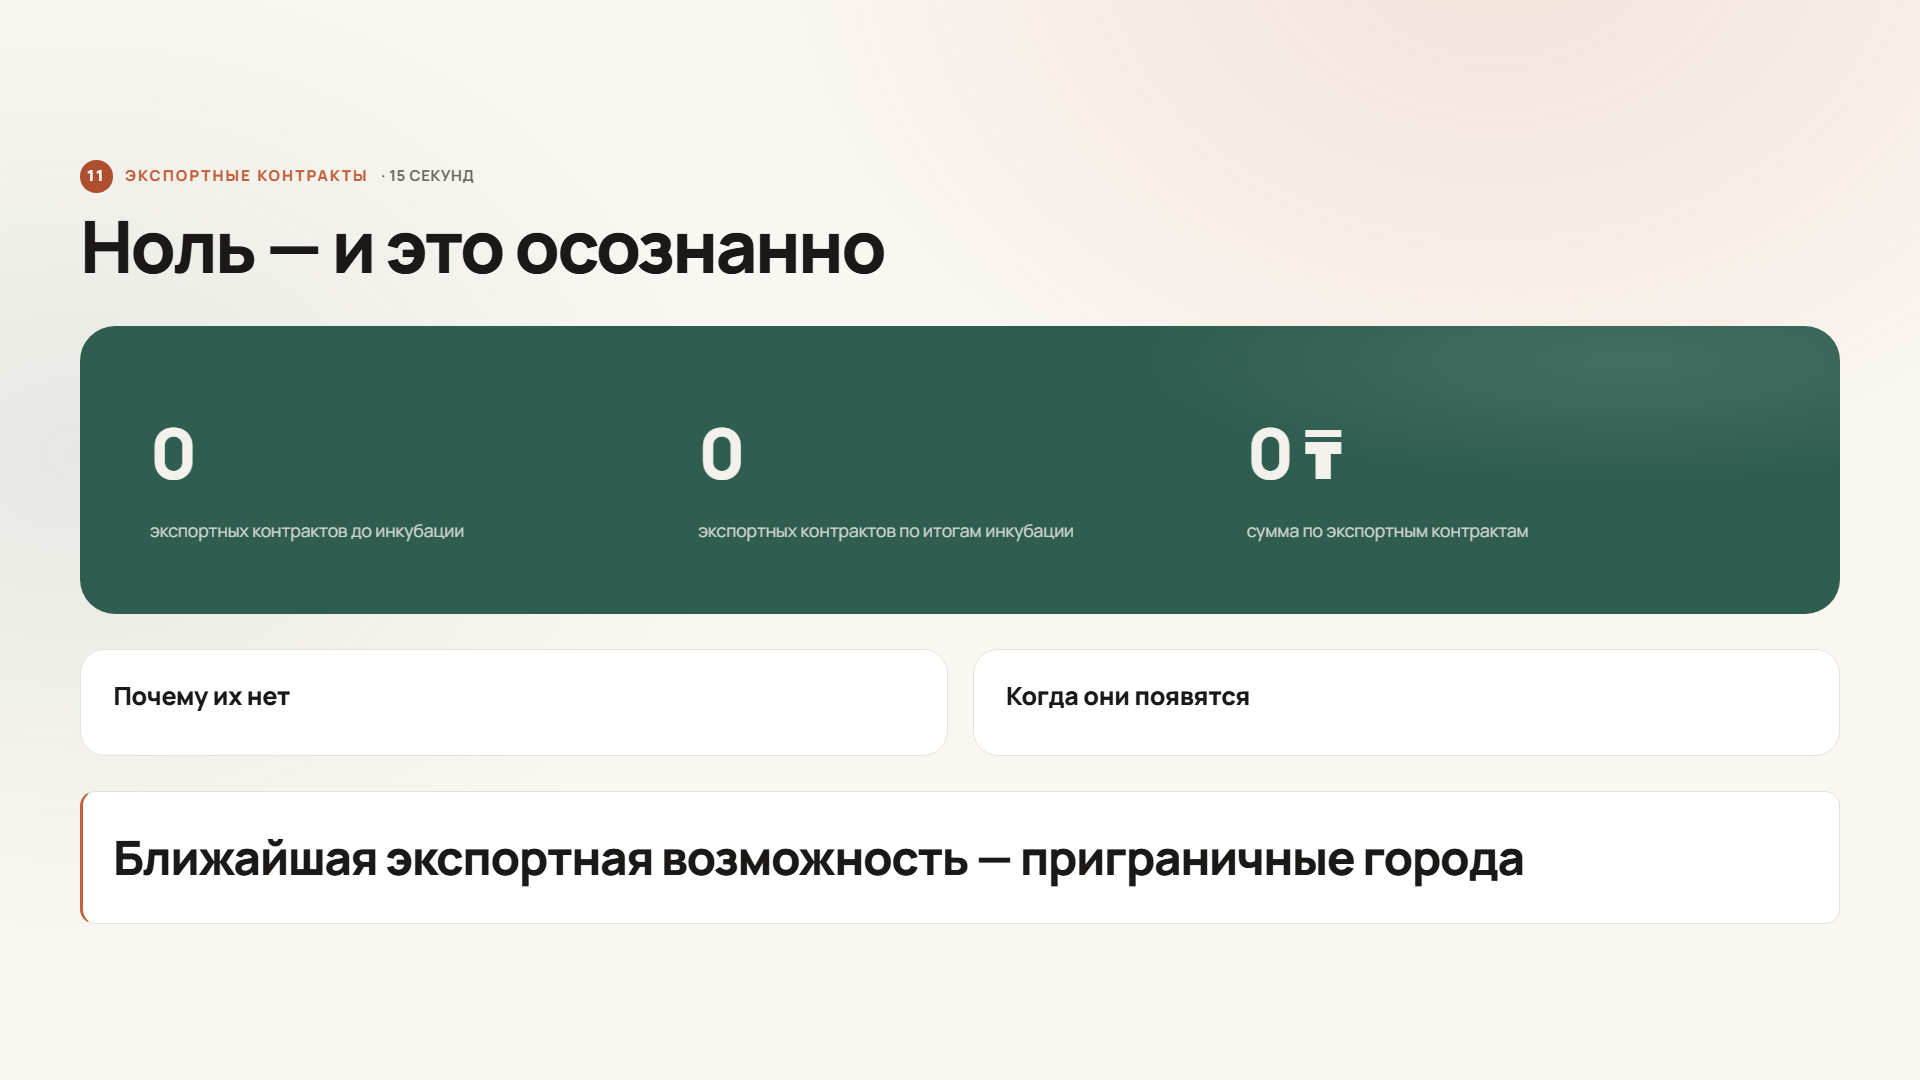 11 ЭКСПОРТНЫЕ КОНТРАКТЫ · 15 СЕКУНД
Ноль — и это осознанно
0
экспортных контрактов до инкубации
0
экспортных контрактов по итогам инкубации
0 ₸
сумма по экспортным контрактам
Почему их нет
Когда они появятся
Ближайшая экспортная возможность — приграничные города